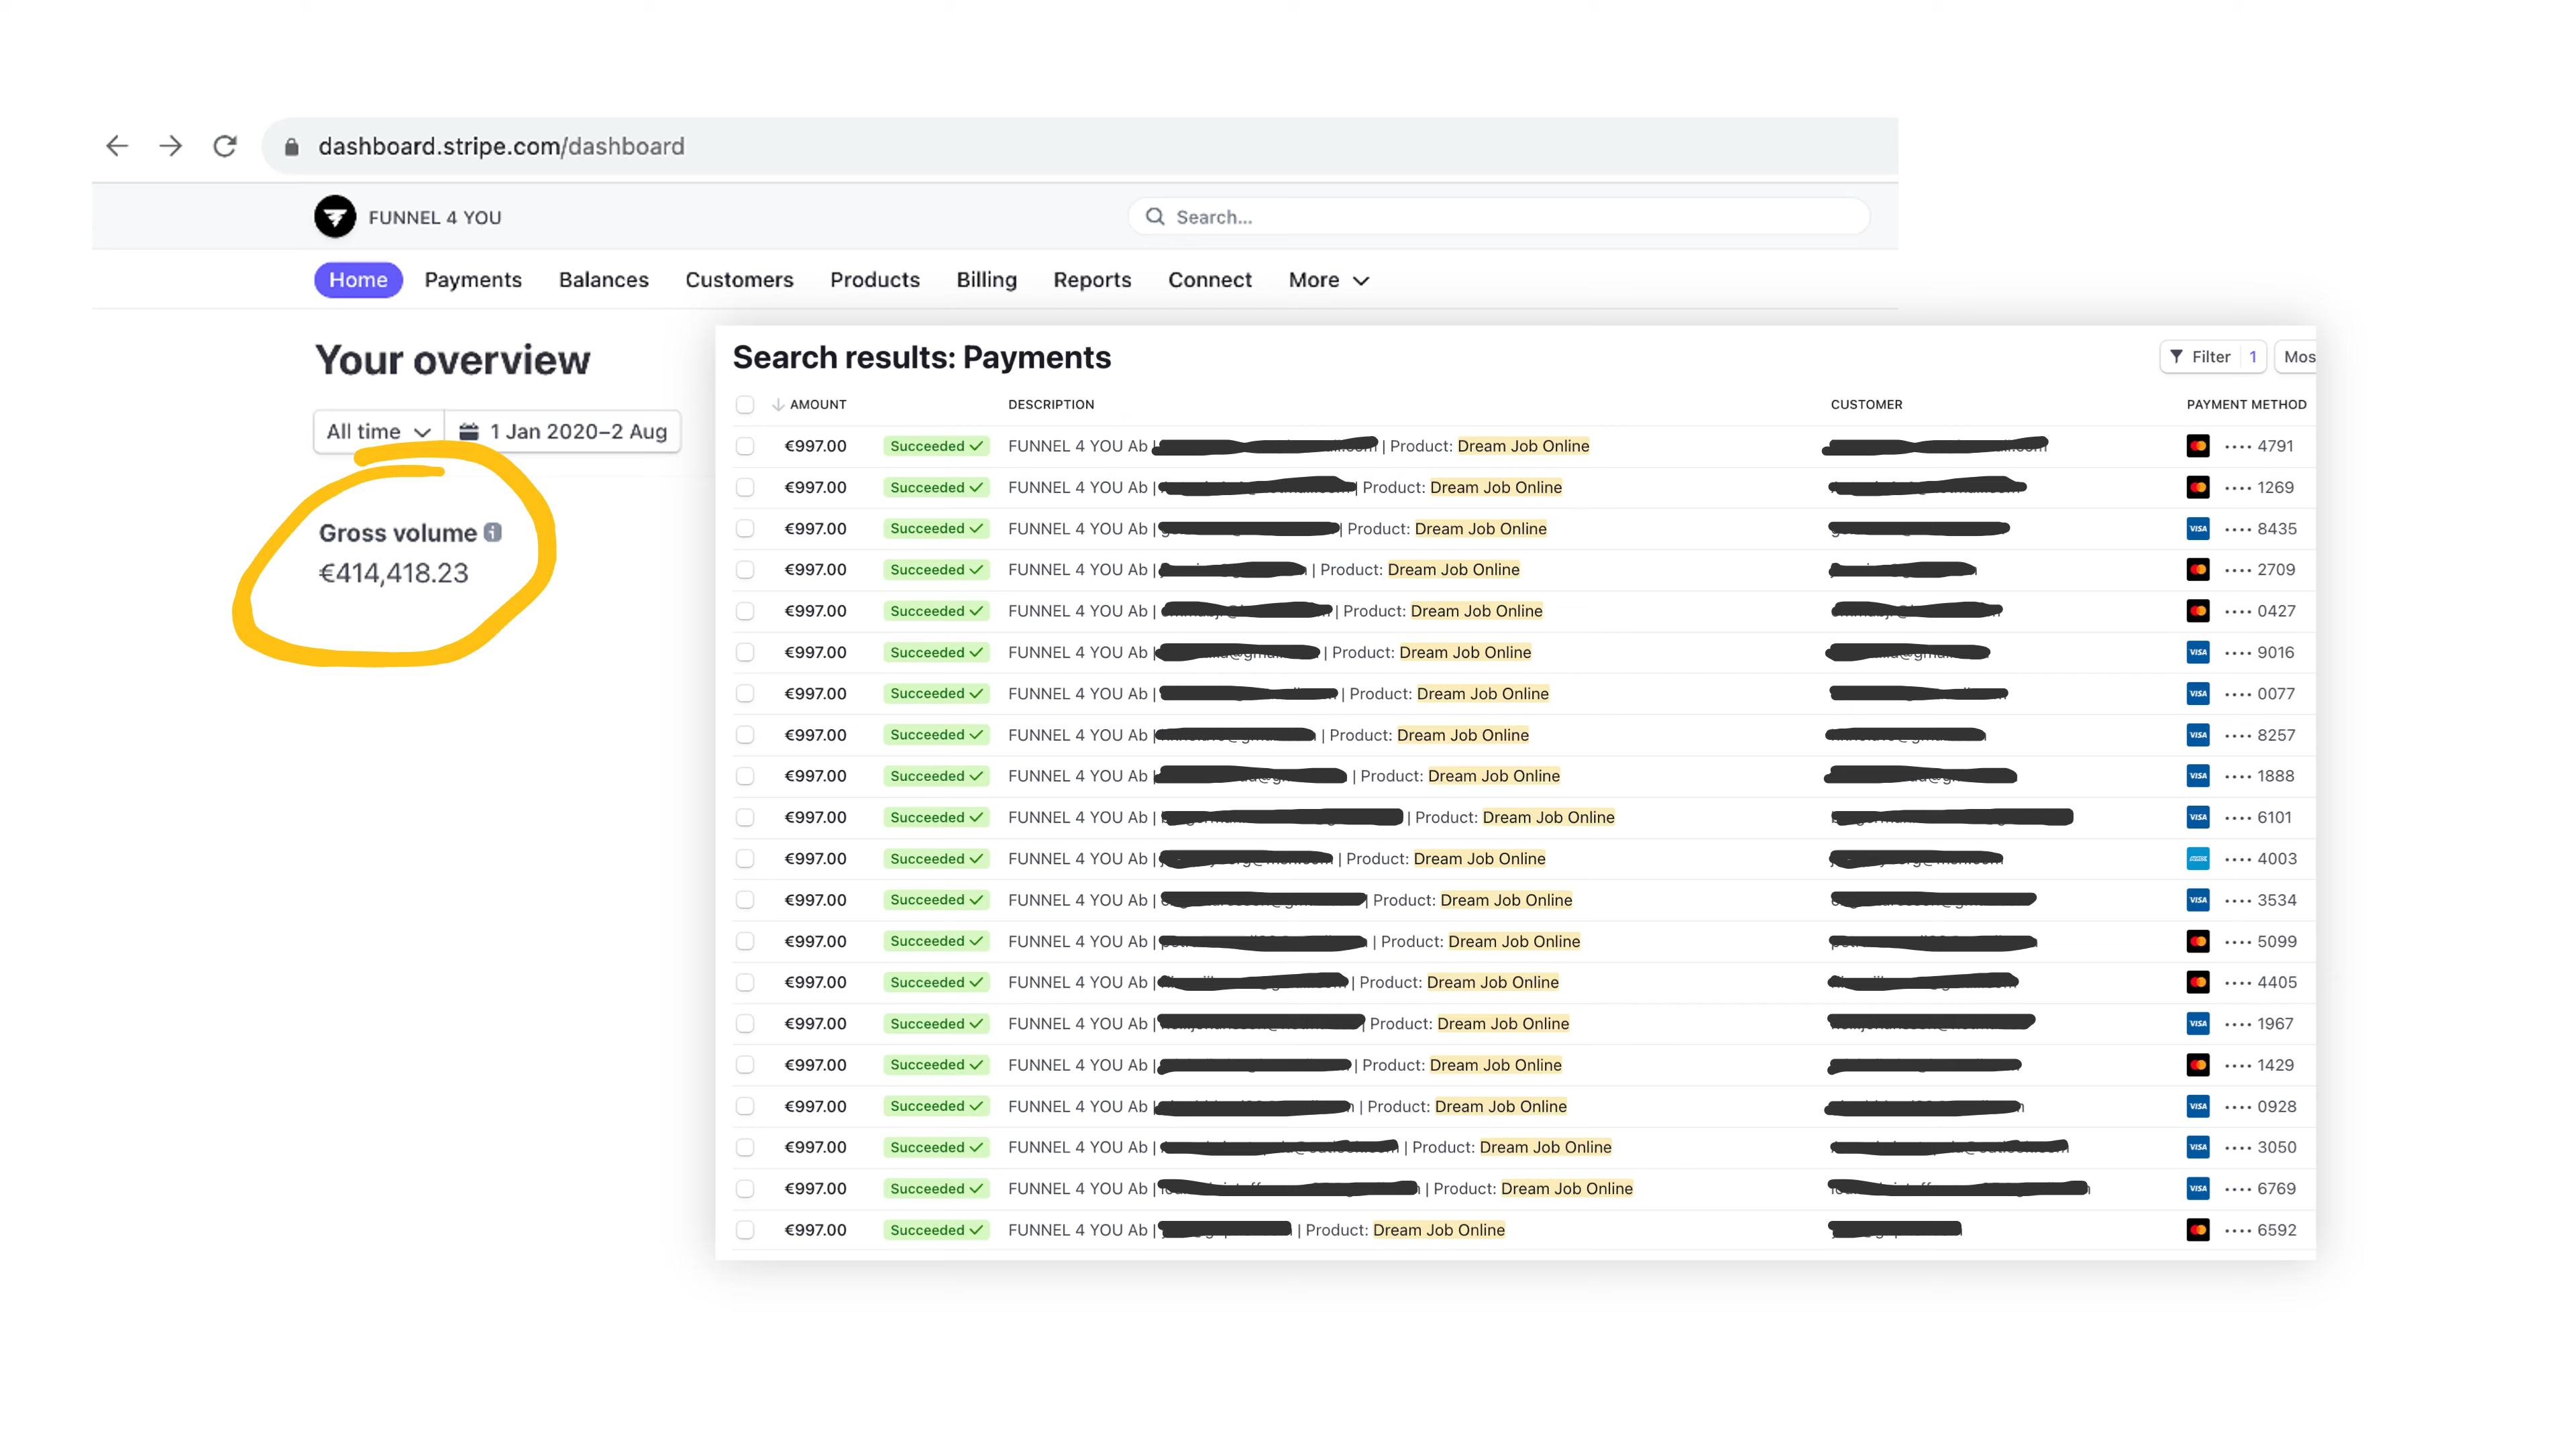 dashboard.stripe.com/dashboard
FUNNEL 4 YOU
Search...
Home Payments Balances Customers Products Billing Reports Connect More
Your overview
All time 1 Jan 2020–2 Aug
Gross volume
€414,418.23
Search results: Payments
Filter 1 Mos
AMOUNT DESCRIPTION CUSTOMER PAYMENT METHOD
€997.00 Succeeded FUNNEL 4 YOU Ab | | Product: Dream Job Online •••• 4791
€997.00 Succeeded FUNNEL 4 YOU Ab | | Product: Dream Job Online •••• 1269
€997.00 Succeeded FUNNEL 4 YOU Ab | | Product: Dream Job Online VISA •••• 8435
€997.00 Succeeded FUNNEL 4 YOU Ab | | Product: Dream Job Online •••• 2709
€997.00 Succeeded FUNNEL 4 YOU Ab | | Product: Dream Job Online •••• 0427
€997.00 Succeeded FUNNEL 4 YOU Ab | | Product: Dream Job Online VISA •••• 9016
€997.00 Succeeded FUNNEL 4 YOU Ab | | Product: Dream Job Online VISA •••• 0077
€997.00 Succeeded FUNNEL 4 YOU Ab | | Product: Dream Job Online VISA •••• 8257
€997.00 Succeeded FUNNEL 4 YOU Ab | | Product: Dream Job Online VISA •••• 1888
€997.00 Succeeded FUNNEL 4 YOU Ab | | Product: Dream Job Online VISA •••• 6101
€997.00 Succeeded FUNNEL 4 YOU Ab | | Product: Dream Job Online •••• 4003
€997.00 Succeeded FUNNEL 4 YOU Ab | | Product: Dream Job Online VISA •••• 3534
€997.00 Succeeded FUNNEL 4 YOU Ab | | Product: Dream Job Online •••• 5099
€997.00 Succeeded FUNNEL 4 YOU Ab | | Product: Dream Job Online •••• 4405
€997.00 Succeeded FUNNEL 4 YOU Ab | | Product: Dream Job Online VISA •••• 1967
€997.00 Succeeded FUNNEL 4 YOU Ab | | Product: Dream Job Online •••• 1429
€997.00 Succeeded FUNNEL 4 YOU Ab | | Product: Dream Job Online VISA •••• 0928
€997.00 Succeeded FUNNEL 4 YOU Ab | | Product: Dream Job Online VISA •••• 3050
€997.00 Succeeded FUNNEL 4 YOU Ab | | Product: Dream Job Online VISA •••• 6769
€997.00 Succeeded FUNNEL 4 YOU Ab | | Product: Dream Job Online •••• 6592